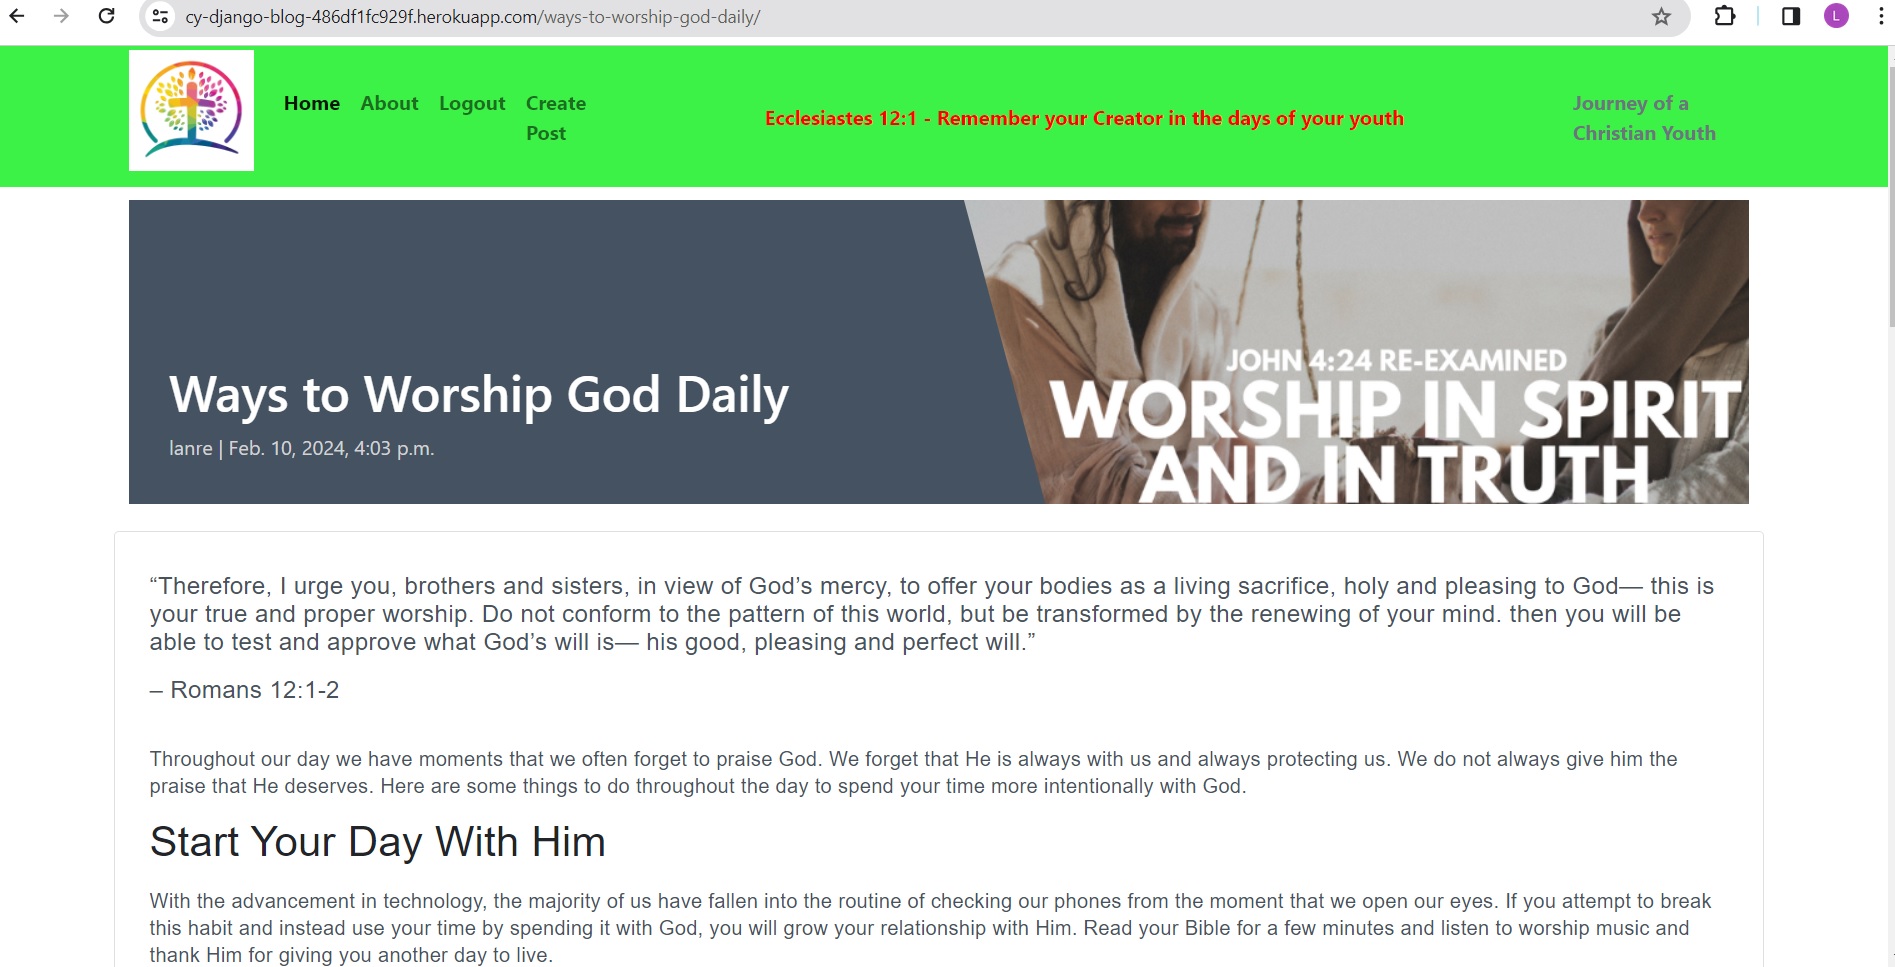 cy-django-blog-486df1fc929f.herokuapp.com/ways-to-worship-god-daily/
L
Home About Logout Create
Post
Ecclesiastes 12:1 - Remember your Creator in the days of your youth
Journey of a
Christian Youth
Ways to Worship God Daily
lanre | Feb. 10, 2024, 4:03 p.m.
JOHN 4:24 RE-EXAMINED
WORSHIP IN SPIRIT
AND IN TRUTH
“Therefore, I urge you, brothers and sisters, in view of God’s mercy, to offer your bodies as a living sacrifice, holy and pleasing to God— this is
your true and proper worship. Do not conform to the pattern of this world, but be transformed by the renewing of your mind. then you will be
able to test and approve what God’s will is— his good, pleasing and perfect will.”
– Romans 12:1-2
Throughout our day we have moments that we often forget to praise God. We forget that He is always with us and always protecting us. We do not always give him the
praise that He deserves. Here are some things to do throughout the day to spend your time more intentionally with God.
Start Your Day With Him
With the advancement in technology, the majority of us have fallen into the routine of checking our phones from the moment that we open our eyes. If you attempt to break
this habit and instead use your time by spending it with God, you will grow your relationship with Him. Read your Bible for a few minutes and listen to worship music and
thank Him for giving you another day to live.